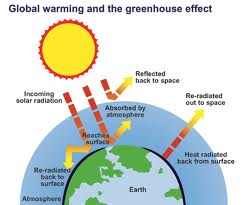 Global warming and the greenhouse effect
Reflected
back to space
Incoming
solar radiation
Absorbed by
atmosphere
Re-radiated
out to space
Reaches
surface
Re-radiated
back to
surface
Heat radiated
back from surface
Earth
Atmosphere